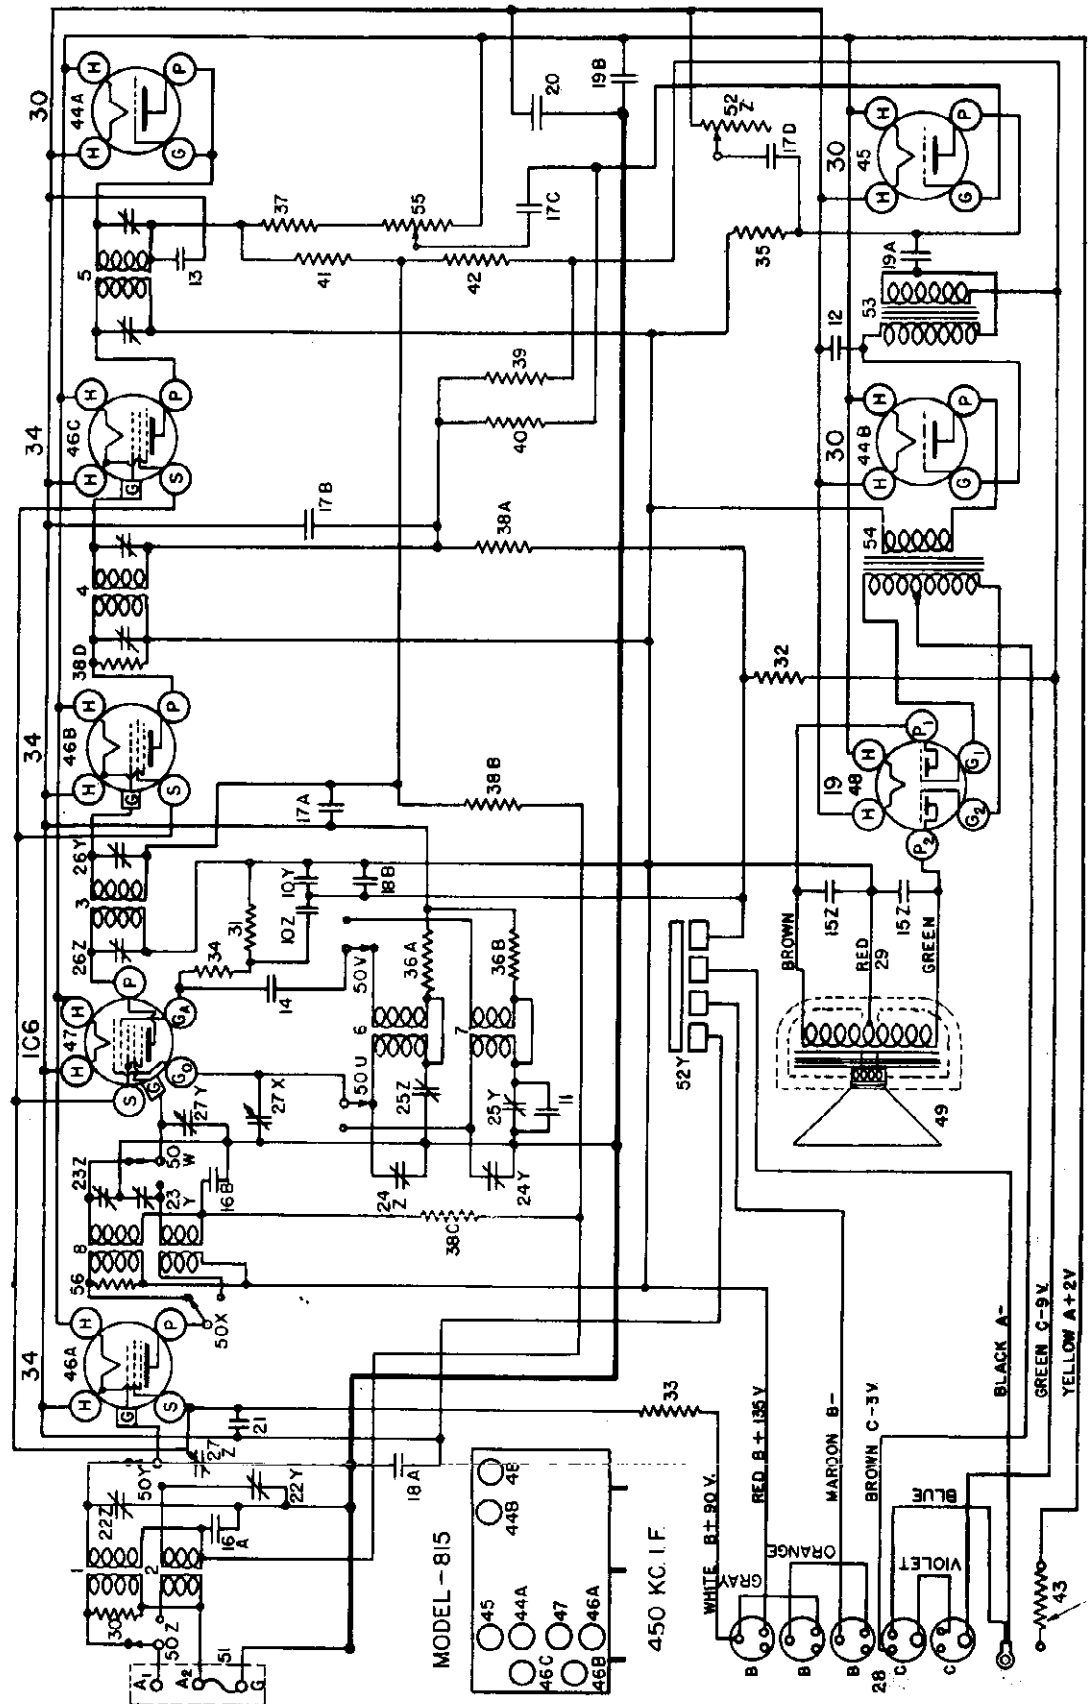 30
44A
H
H
P
G
34
46C
H
H
P
S
G
34
46B
H
H
P
S
G
1C6
47
H
H
P
S
G
GO
GA
34
46A
H
H
P
S
G
5
13
37
41
55
42
20
19B
52
Z
17D
17C
35
39
40
17B
38A
4
38D
26Y
3
26Z
17A
38B
10Y
10Z
18B
31
34
14
50V
36A
36B
6
7
50U
25Z
25Y
11
24
Z
24Y
27Y
27X
50
W
23Z
23
Y
16B
8
56
50X
38C
21
27
Z
50Y
22Z
22Y
16
A
18A
1
2
30
50Z
51
A1
A2
G
33
32
52Y
30
45
H
H
P
G
19A
53
12
30
44B
H
H
P
G
54
19
48
H
H
P1
P2
G1
G2
BROWN
15Z
RED
29
15Z
GREEN
49
MODEL-815
45
44A
47
46A
46C
46B
44B
48
450 KC. I.F.
WHITE B+90 V.
GRAY
RED B+135V
ORANGE
MAROON B-
BROWN C-3V.
BLUE
VIOLET
BLACK A-
GREEN C-9V.
YELLOW A+2V
B
B
B
28
C
C
43